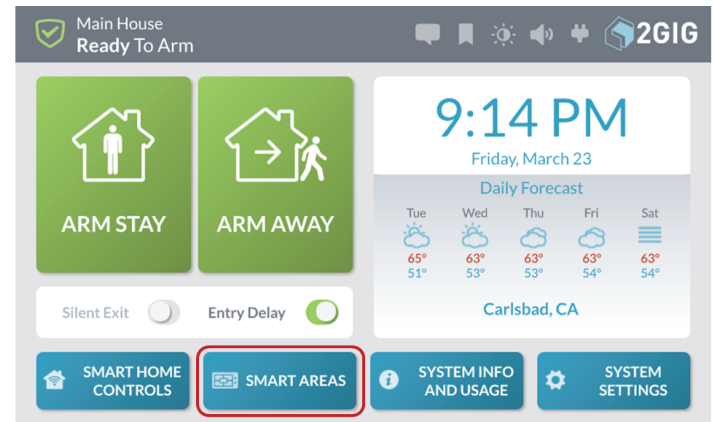 Main House
Ready To Arm
2GIG
ARM STAY
ARM AWAY
9:14 PM
Friday, March 23
Daily Forecast
Tue Wed Thu Fri Sat
65° 63° 63° 63° 63°
51° 53° 53° 54° 54°
Carlsbad, CA
Silent Exit
Entry Delay
SMART HOME
CONTROLS
SMART AREAS
SYSTEM INFO
AND USAGE
SYSTEM
SETTINGS